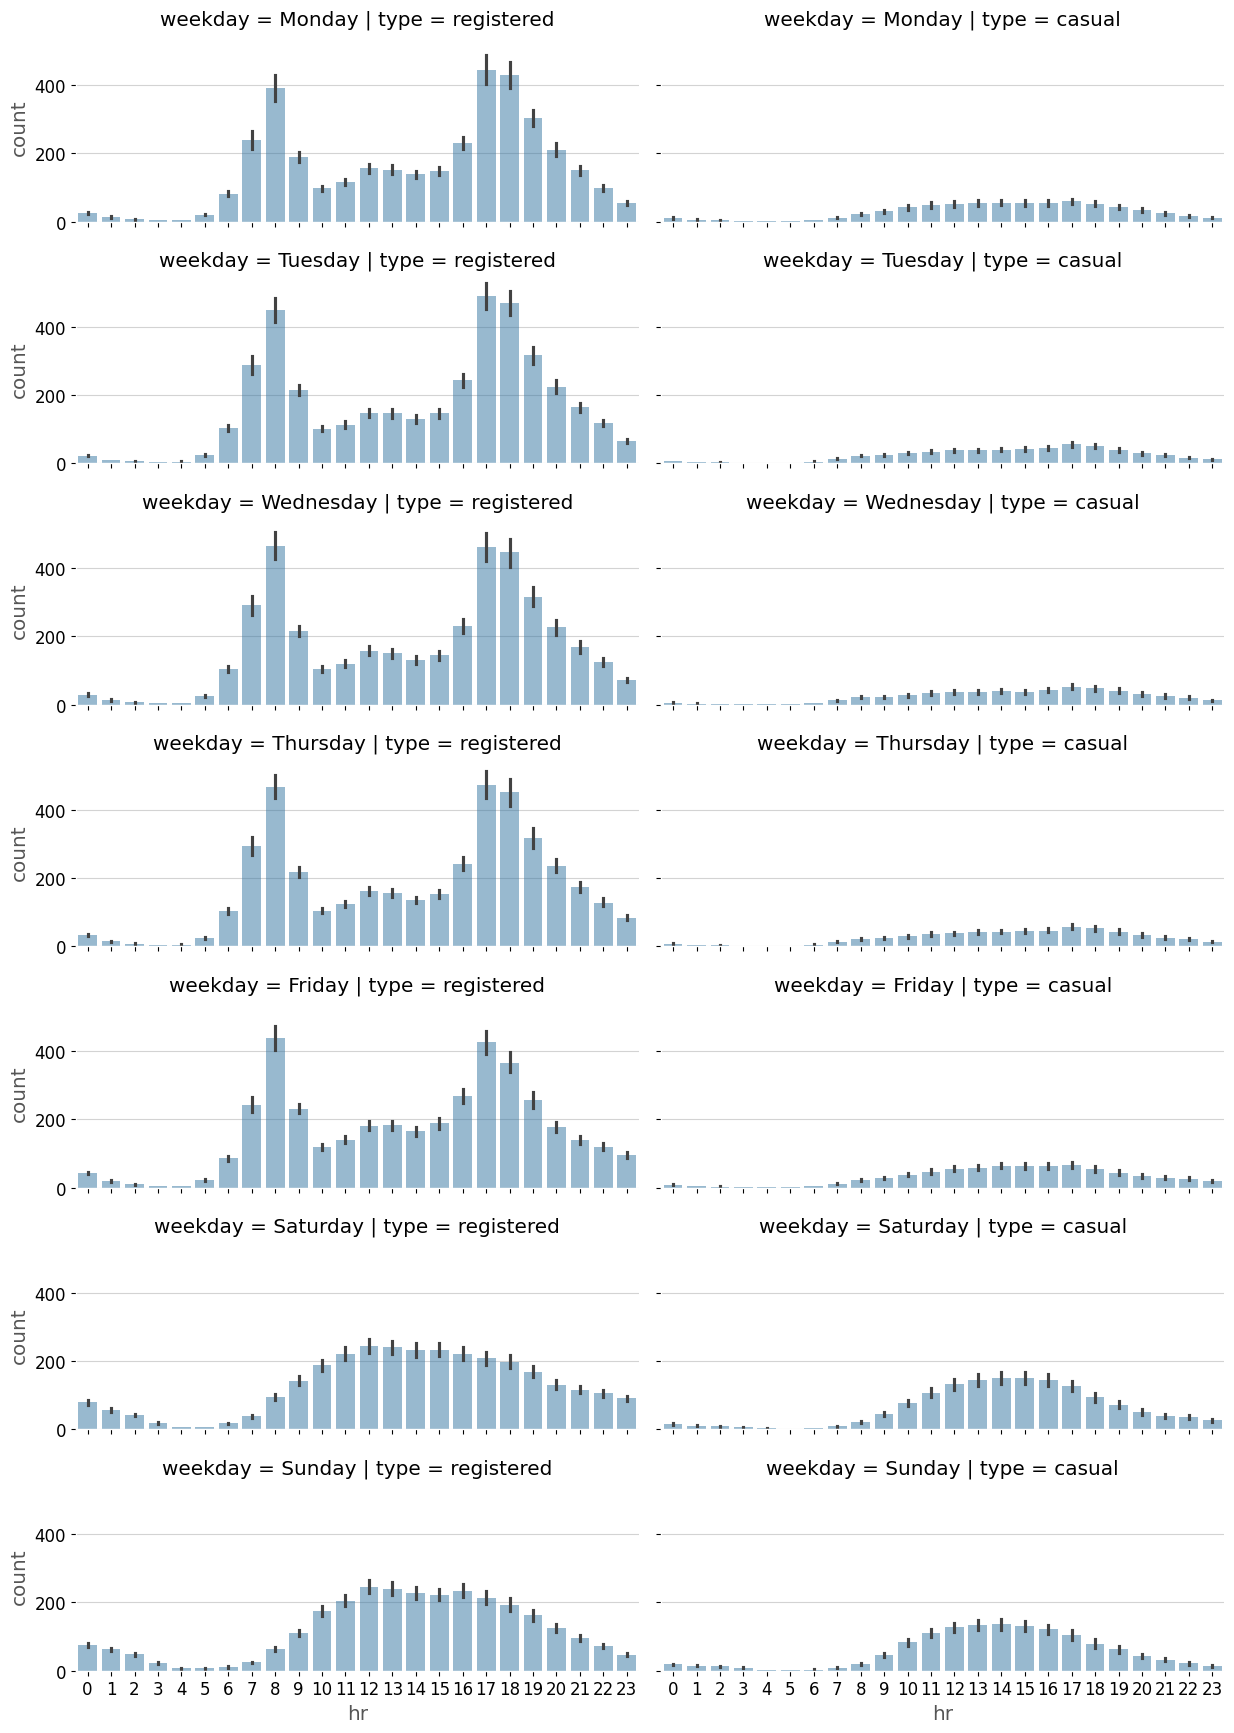 weekday = Monday | type = registered
weekday = Monday | type = casual
400
200
0
count
weekday = Tuesday | type = registered
weekday = Tuesday | type = casual
400
200
0
count
weekday = Wednesday | type = registered
weekday = Wednesday | type = casual
400
200
0
count
weekday = Thursday | type = registered
weekday = Thursday | type = casual
400
200
0
count
weekday = Friday | type = registered
weekday = Friday | type = casual
400
200
0
count
weekday = Saturday | type = registered
weekday = Saturday | type = casual
400
200
0
count
weekday = Sunday | type = registered
weekday = Sunday | type = casual
400
200
0
count
0 1 2 3 4 5 6 7 8 9 10 11 12 13 14 15 16 17 18 19 20 21 22 23
hr
0 1 2 3 4 5 6 7 8 9 10 11 12 13 14 15 16 17 18 19 20 21 22 23
hr